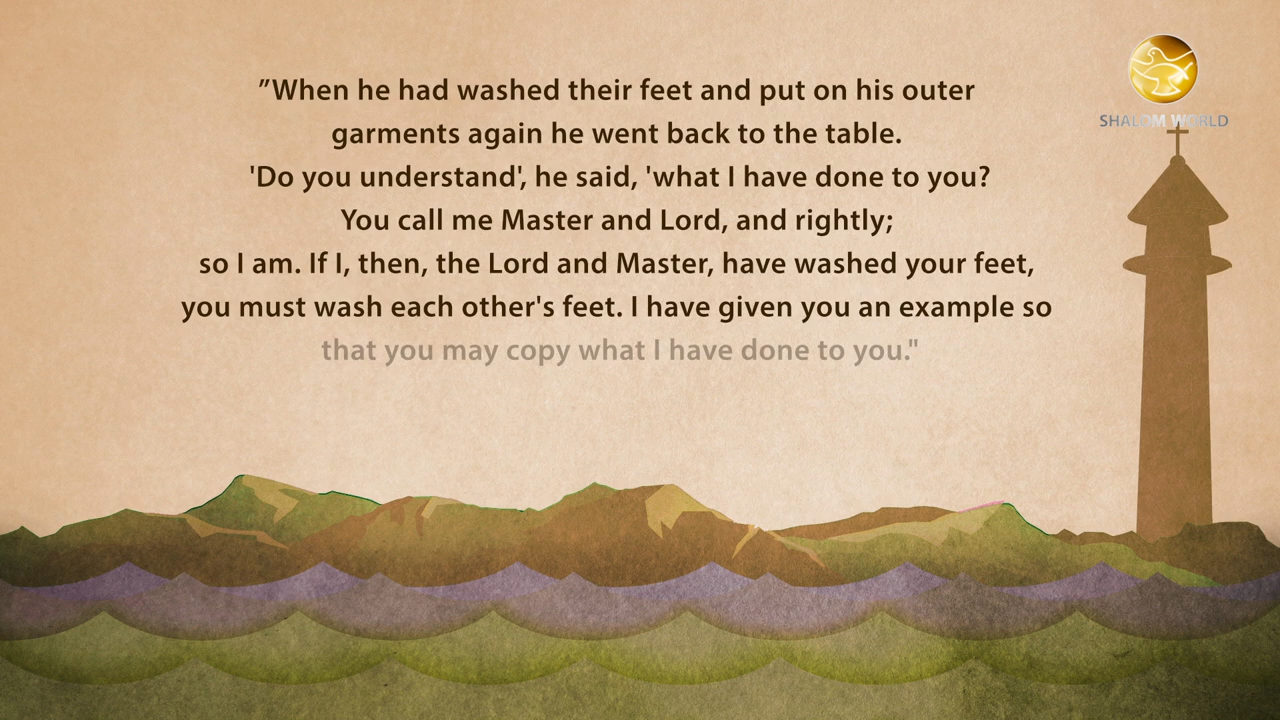 "When he had washed their feet and put on his outer
garments again he went back to the table.
'Do you understand', he said, 'what I have done to you?
You call me Master and Lord, and rightly;
so I am. If I, then, the Lord and Master, have washed your feet,
you must wash each other's feet. I have given you an example so
that you may copy what I have done to you."
SHALOM WORLD